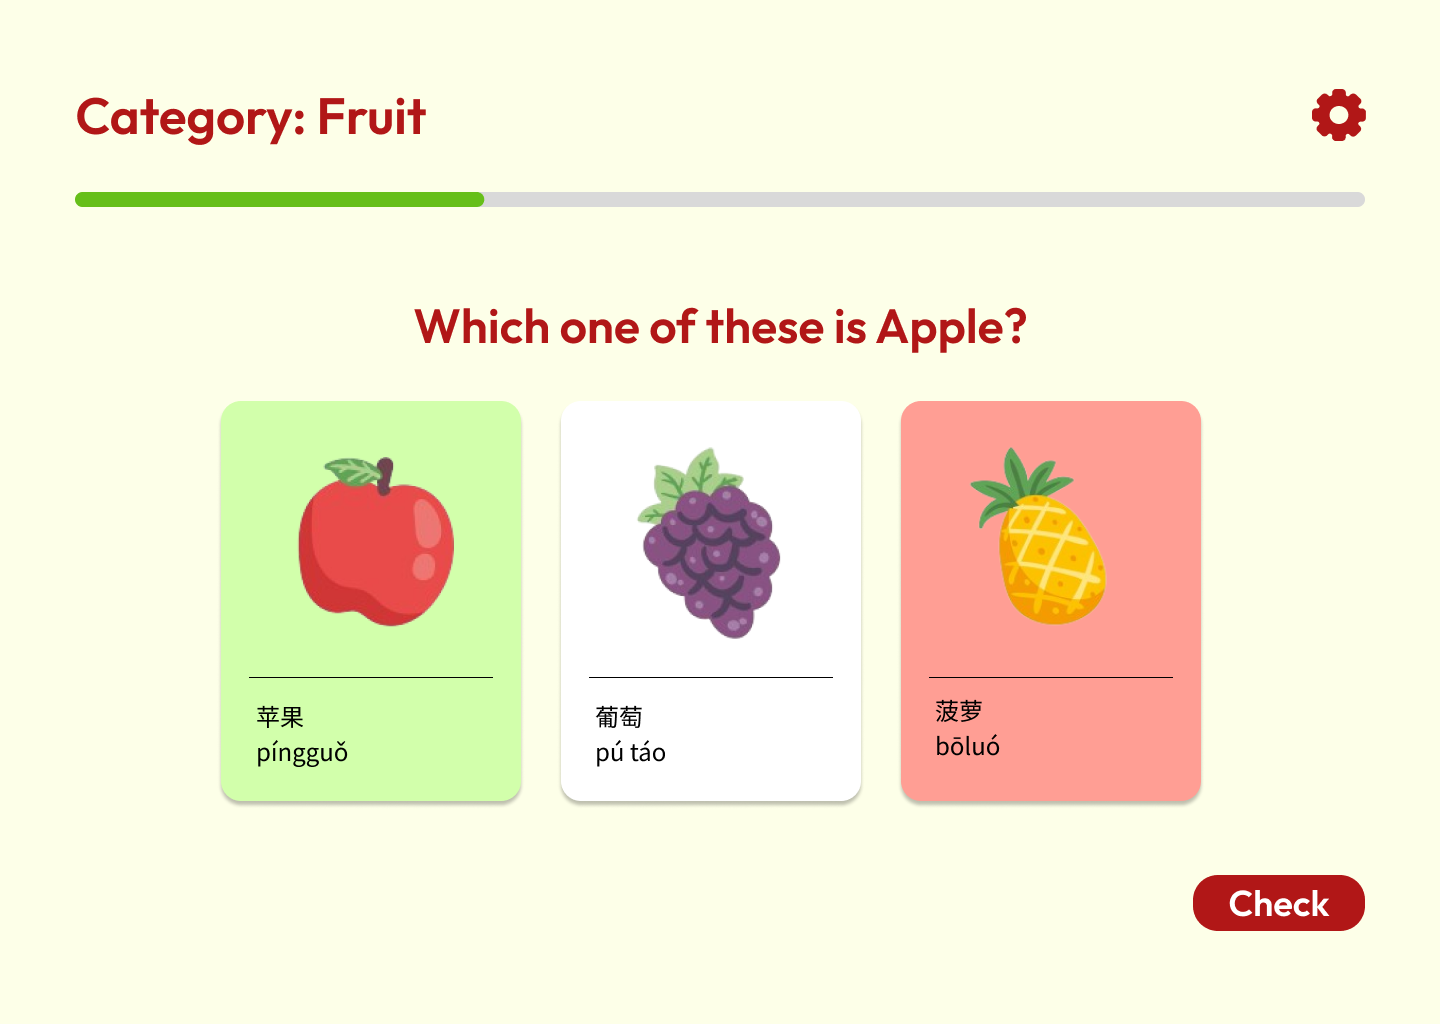 Category: Fruit
Which one of these is Apple?
苹果
píngguǒ
葡萄
pú táo
菠萝
bōluó
Check